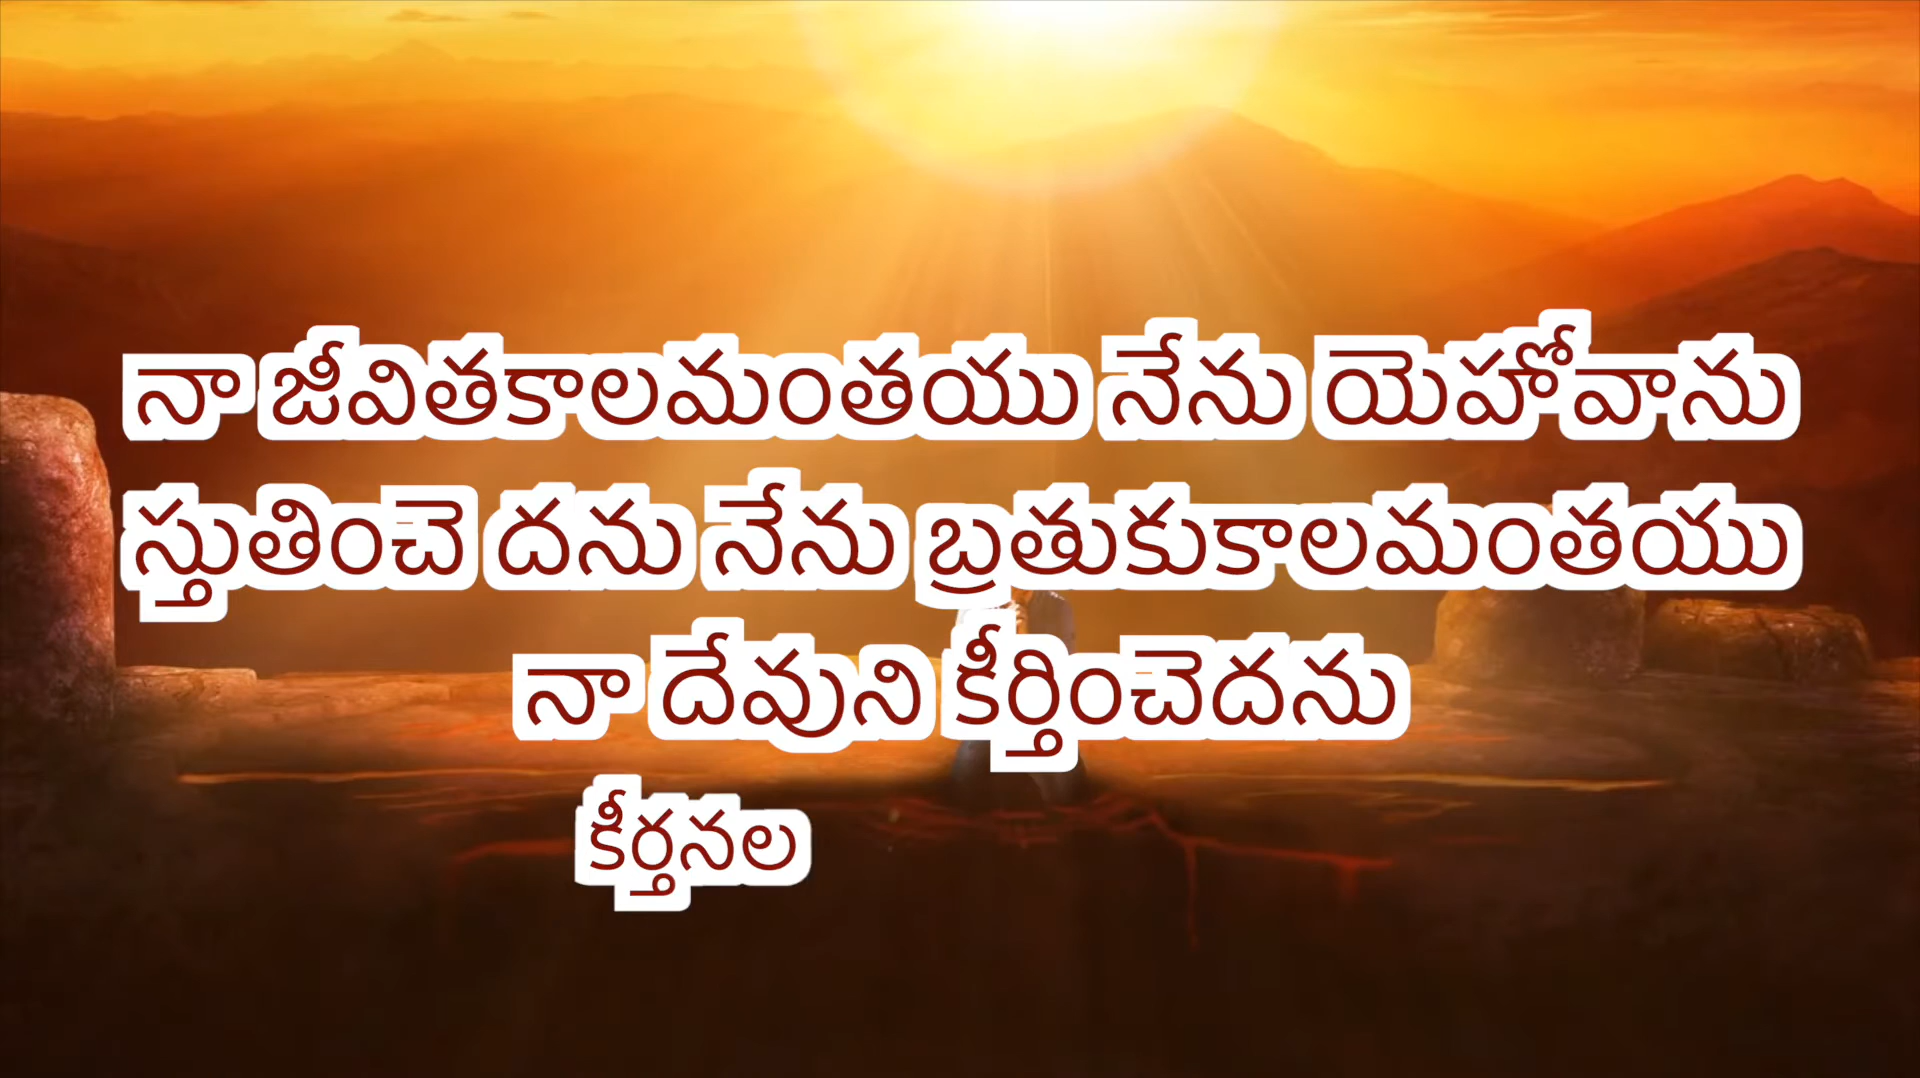 నా జీవితకాలమంతయు నేను యెహోవాను
స్తుతించె దను నేను బ్రతుకుకాలమంతయు
నా దేవుని కీర్తించెదను
కీర్తనల